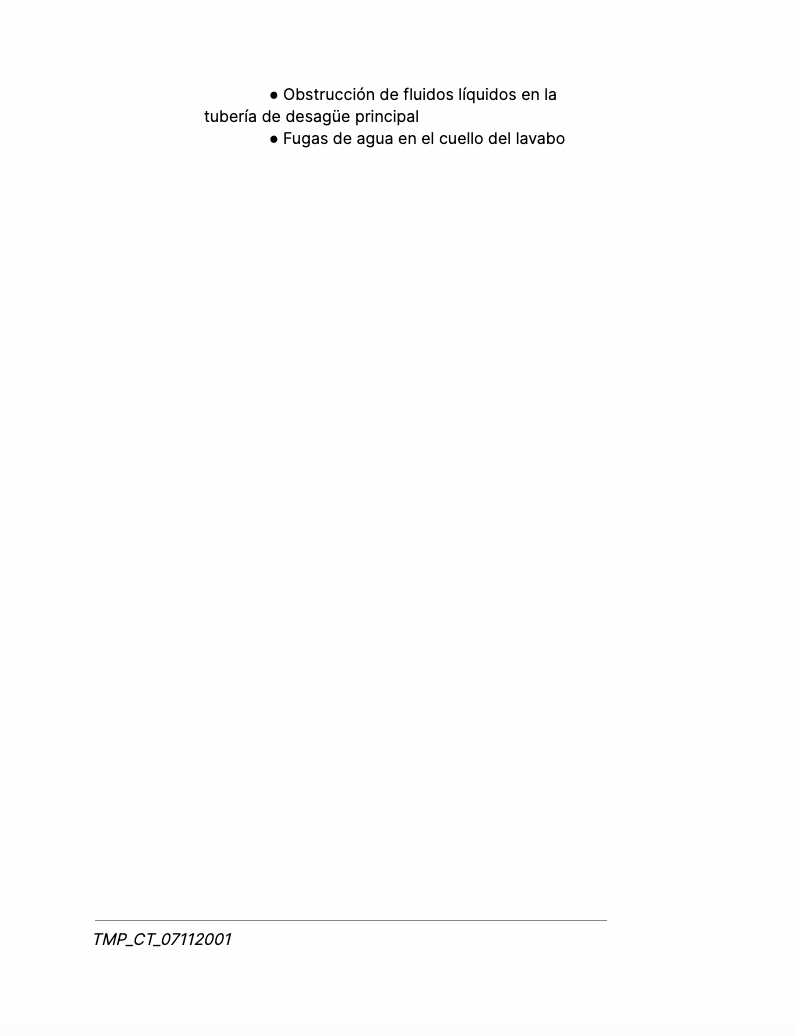 ● Obstrucción de fluidos líquidos en la
tubería de desagüe principal
● Fugas de agua en el cuello del lavabo
TMP_CT_07112001